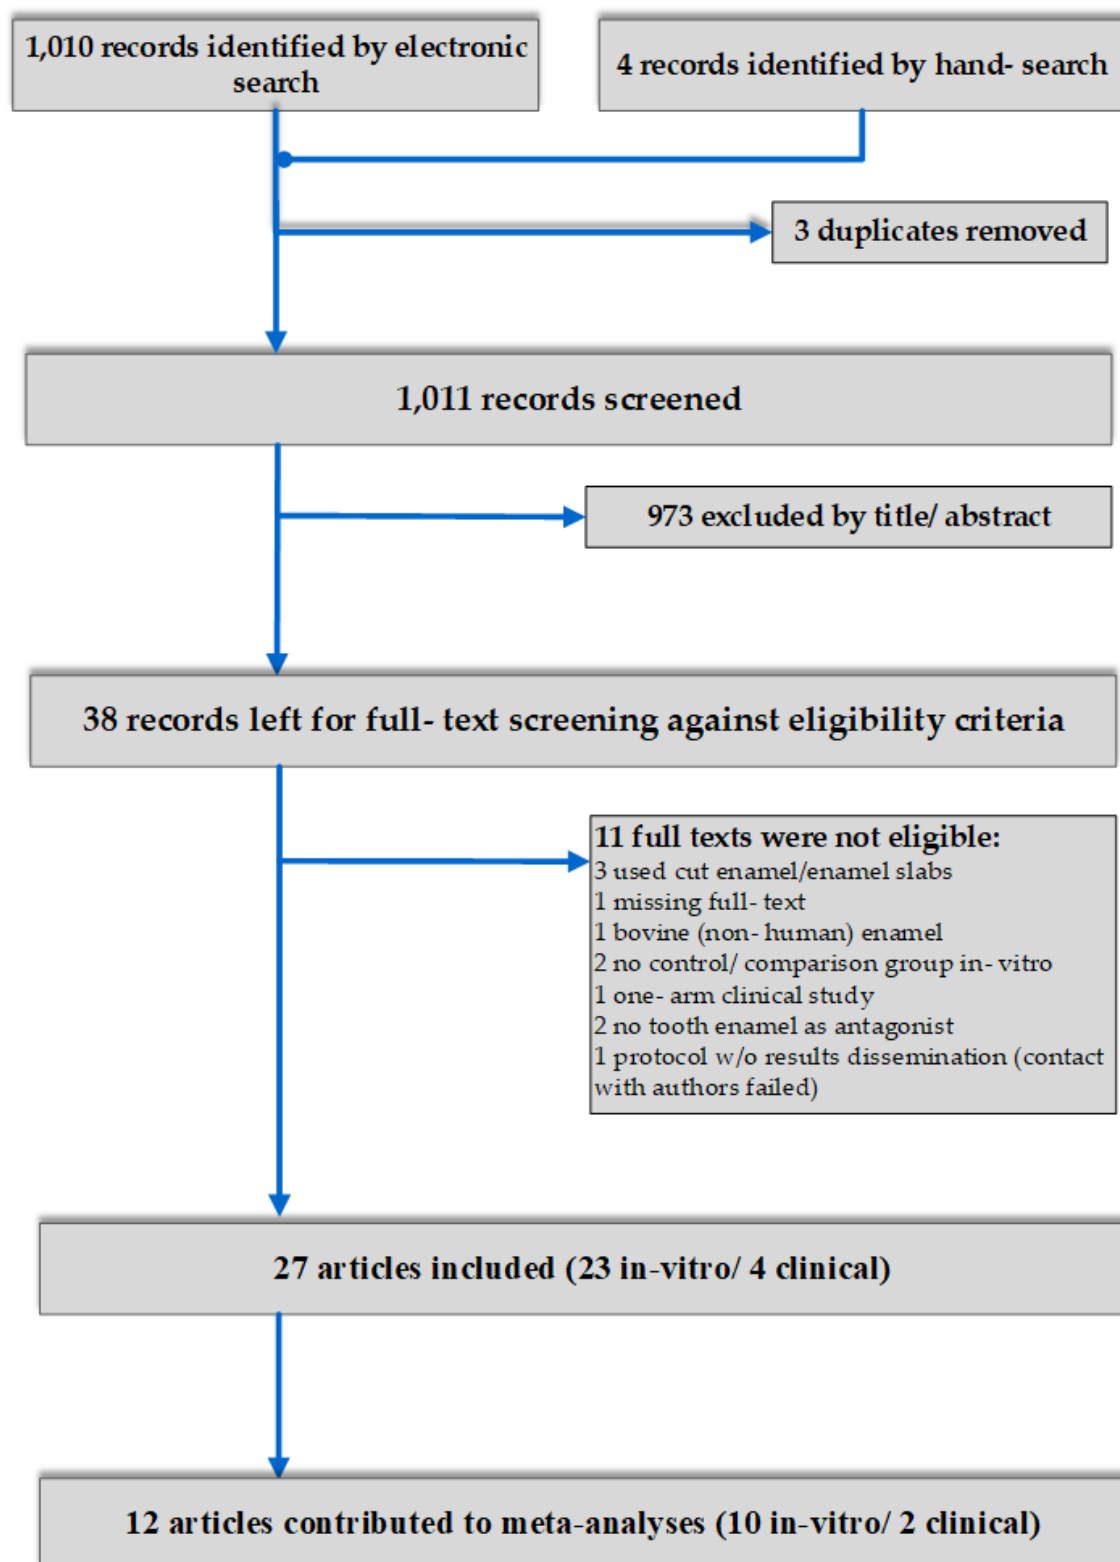 1,010 records identified by electronic
search
4 records identified by hand- search
3 duplicates removed
1,011 records screened
973 excluded by title/ abstract
38 records left for full- text screening against eligibility criteria
11 full texts were not eligible:
3 used cut enamel/enamel slabs
1 missing full- text
1 bovine (non- human) enamel
2 no control/ comparison group in- vitro
1 one- arm clinical study
2 no tooth enamel as antagonist
1 protocol w/o results dissemination (contact
with authors failed)
27 articles included (23 in-vitro/ 4 clinical)
12 articles contributed to meta-analyses (10 in-vitro/ 2 clinical)